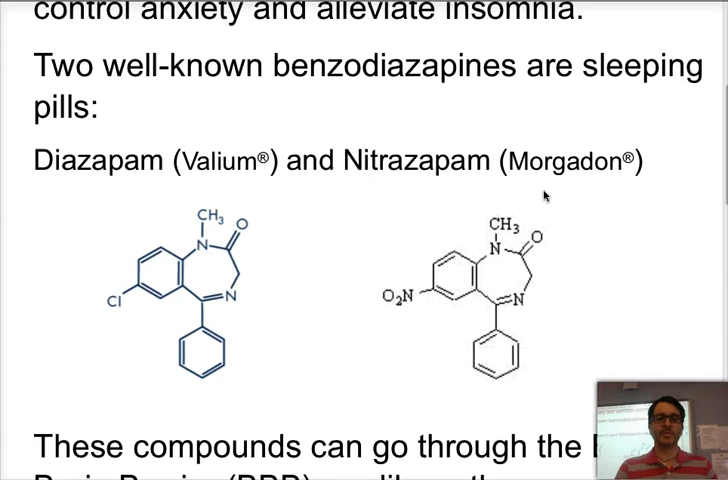 control anxiety and alleviate insomnia.
Two well-known benzodiazapines are sleeping
pills:
Diazapam (Valium®) and Nitrazapam (Morgadon®)
CH3
O
N
Cl
N
CH3
O
N
O2N
N
These compounds can go through the
(BBB)